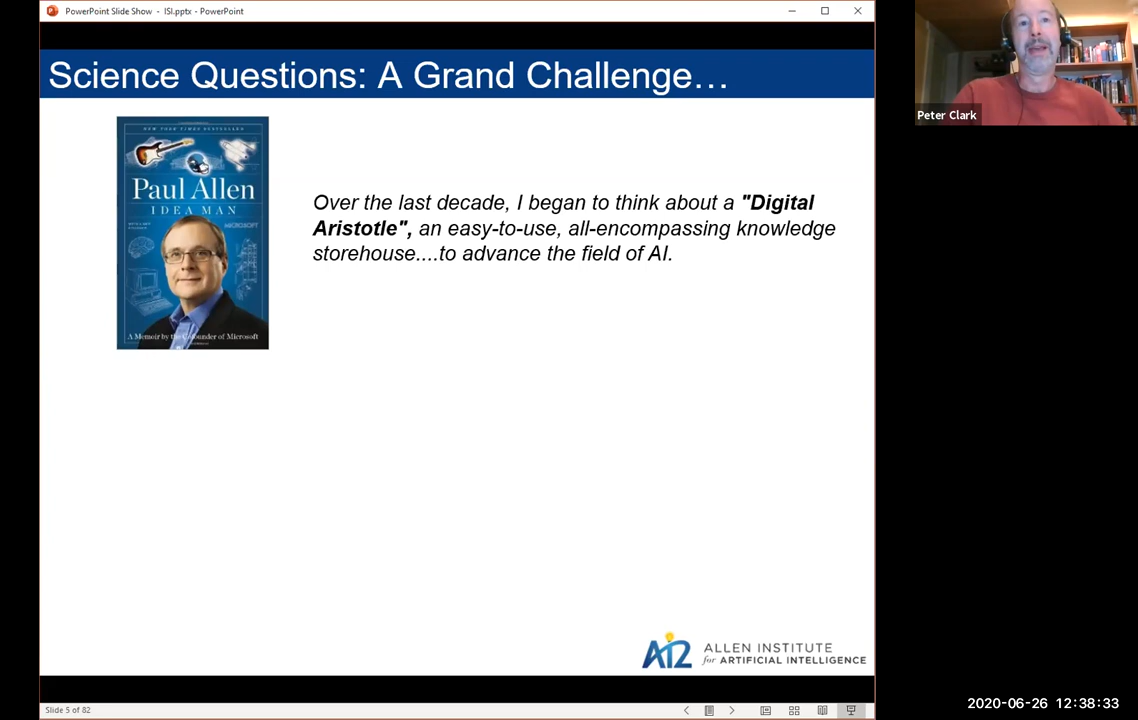 PowerPoint Slide Show - ISI.pptx - PowerPoint
Science Questions: A Grand Challenge…
NEW YORK TIMES BESTSELLER
Paul Allen
IDEA MAN
MICROSOFT
A Memoir by the Cofounder of Microsoft
Over the last decade, I began to think about a "Digital
Aristotle", an easy-to-use, all-encompassing knowledge
storehouse....to advance the field of AI.
Peter Clark
AI2 ALLEN INSTITUTE
for ARTIFICIAL INTELLIGENCE
Slide 5 of 82
2020-06-26 12:38:33